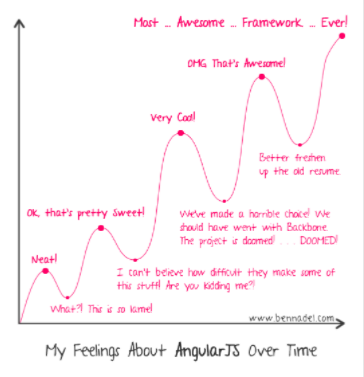 Most ... Awesome ... Framework ... Ever!
OMG That's Awesome!
Very Cool!
Better freshen
up the old resume.
Ok, that's pretty Sweet!
We've made a horrible choice! We
should have went with Backbone.
The project is doomed! . . . DOOMED!
Neat!
I can't believe how difficult they make some of
this stuff! Are you kidding me?!
What?! This is so lame!
www.bennadel.com
My Feelings About AngularJS Over Time